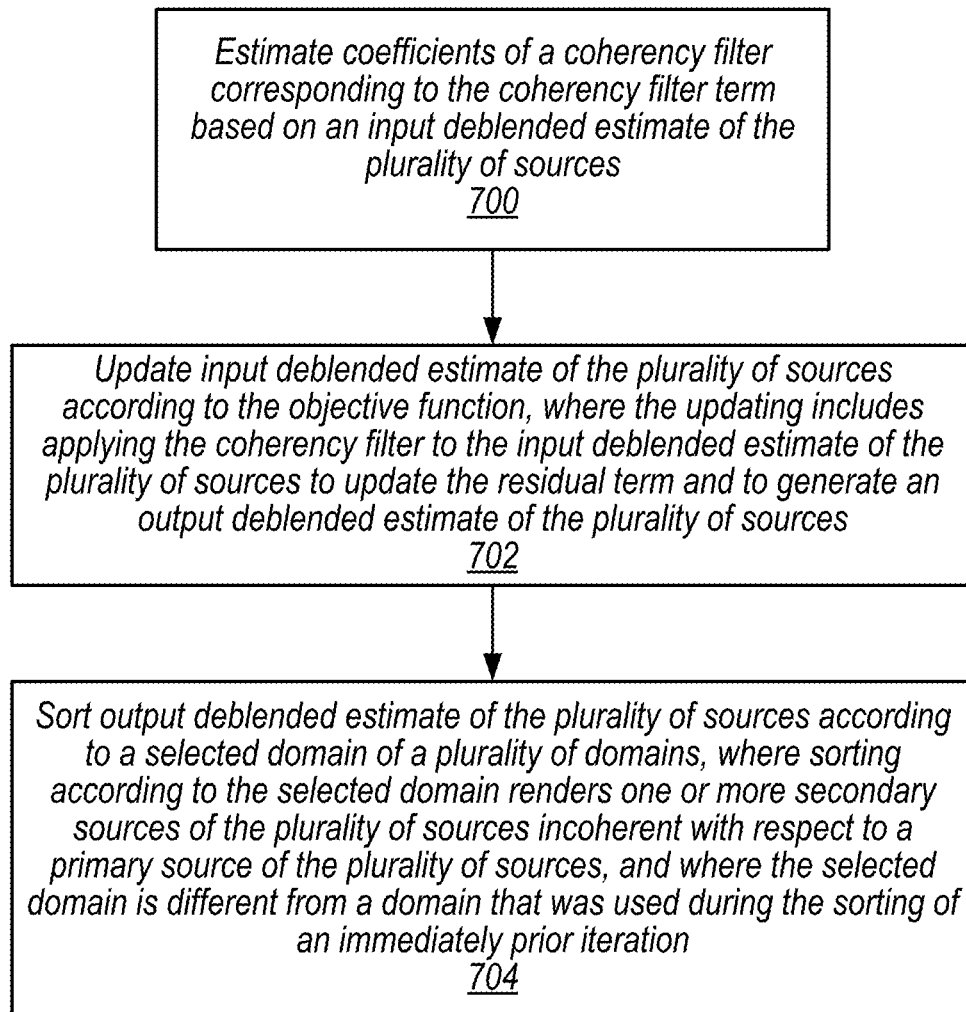 Estimate coefficients of a coherency filter
corresponding to the coherency filter term
based on an input deblended estimate of the
plurality of sources
700
Update input deblended estimate of the plurality of sources
according to the objective function, where the updating includes
applying the coherency filter to the input deblended estimate of the
plurality of sources to update the residual term and to generate an
output deblended estimate of the plurality of sources
702
Sort output deblended estimate of the plurality of sources according
to a selected domain of a plurality of domains, where sorting
according to the selected domain renders one or more secondary
sources of the plurality of sources incoherent with respect to a
primary source of the plurality of sources, and where the selected
domain is different from a domain that was used during the sorting of
an immediately prior iteration
704